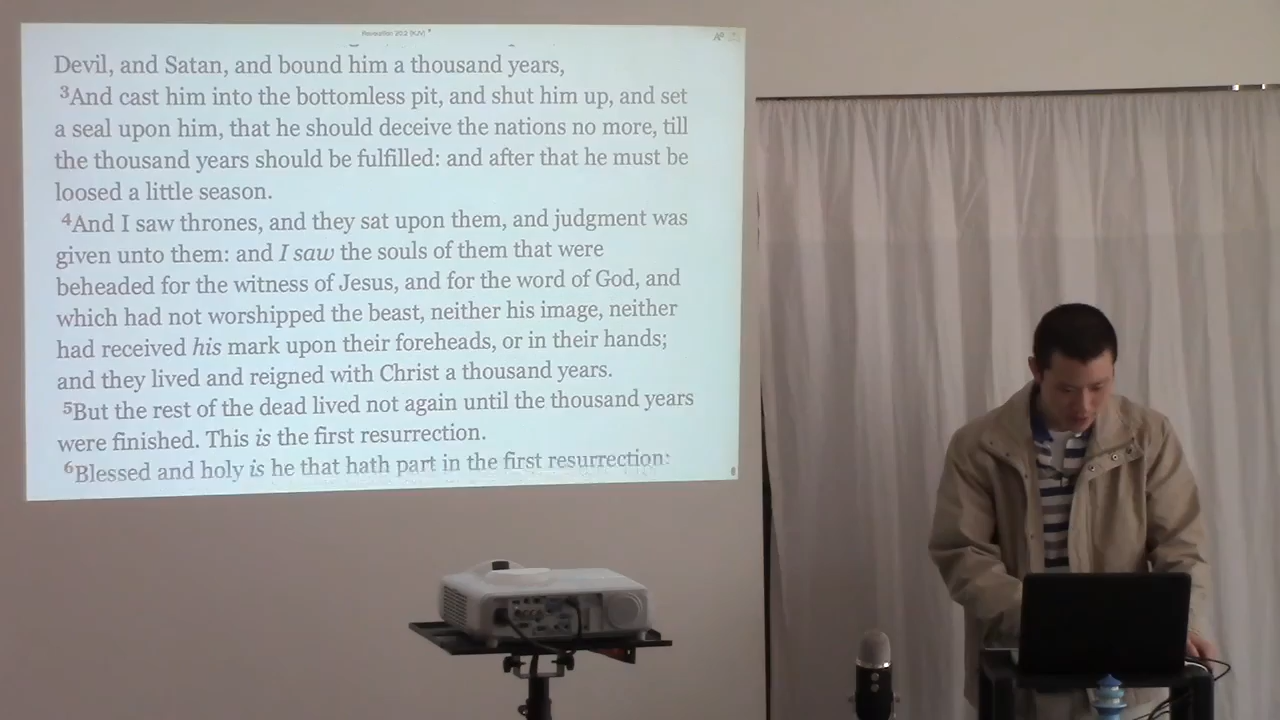 Revelation 20:2 (KJV)
Devil, and Satan, and bound him a thousand years,
3And cast him into the bottomless pit, and shut him up, and set
a seal upon him, that he should deceive the nations no more, till
the thousand years should be fulfilled: and after that he must be
loosed a little season.
4And I saw thrones, and they sat upon them, and judgment was
given unto them: and I saw the souls of them that were
beheaded for the witness of Jesus, and for the word of God, and
which had not worshipped the beast, neither his image, neither
had received his mark upon their foreheads, or in their hands;
and they lived and reigned with Christ a thousand years.
5But the rest of the dead lived not again until the thousand years
were finished. This is the first resurrection.
6Blessed and holy is he that hath part in the first resurrection: